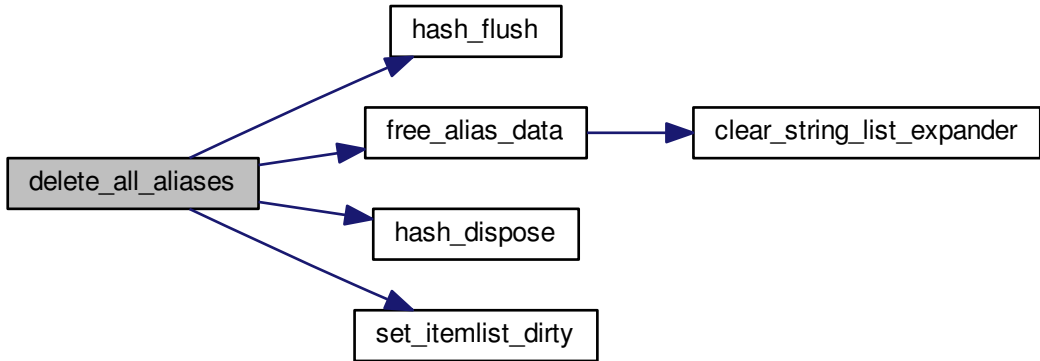 hash_flush
free_alias_data
clear_string_list_expander
delete_all_aliases
hash_dispose
set_itemlist_dirty